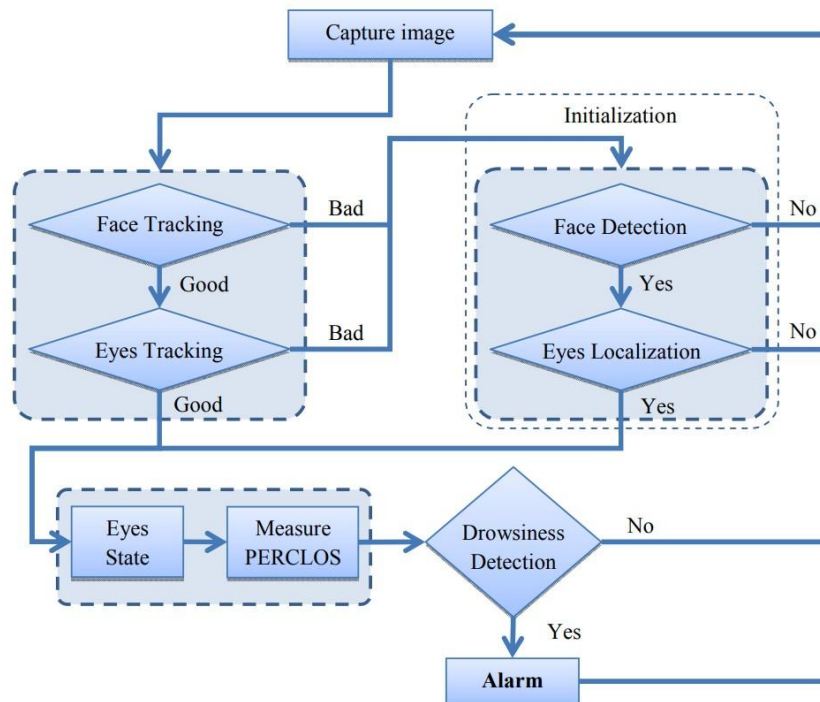 Capture image
Initialization
Face Tracking
Bad
Good
Eyes Tracking
Bad
Good
Face Detection
No
Yes
Eyes Localization
No
Yes
Eyes
State
Measure
PERCLOS
Drowsiness
Detection
No
Yes
Alarm